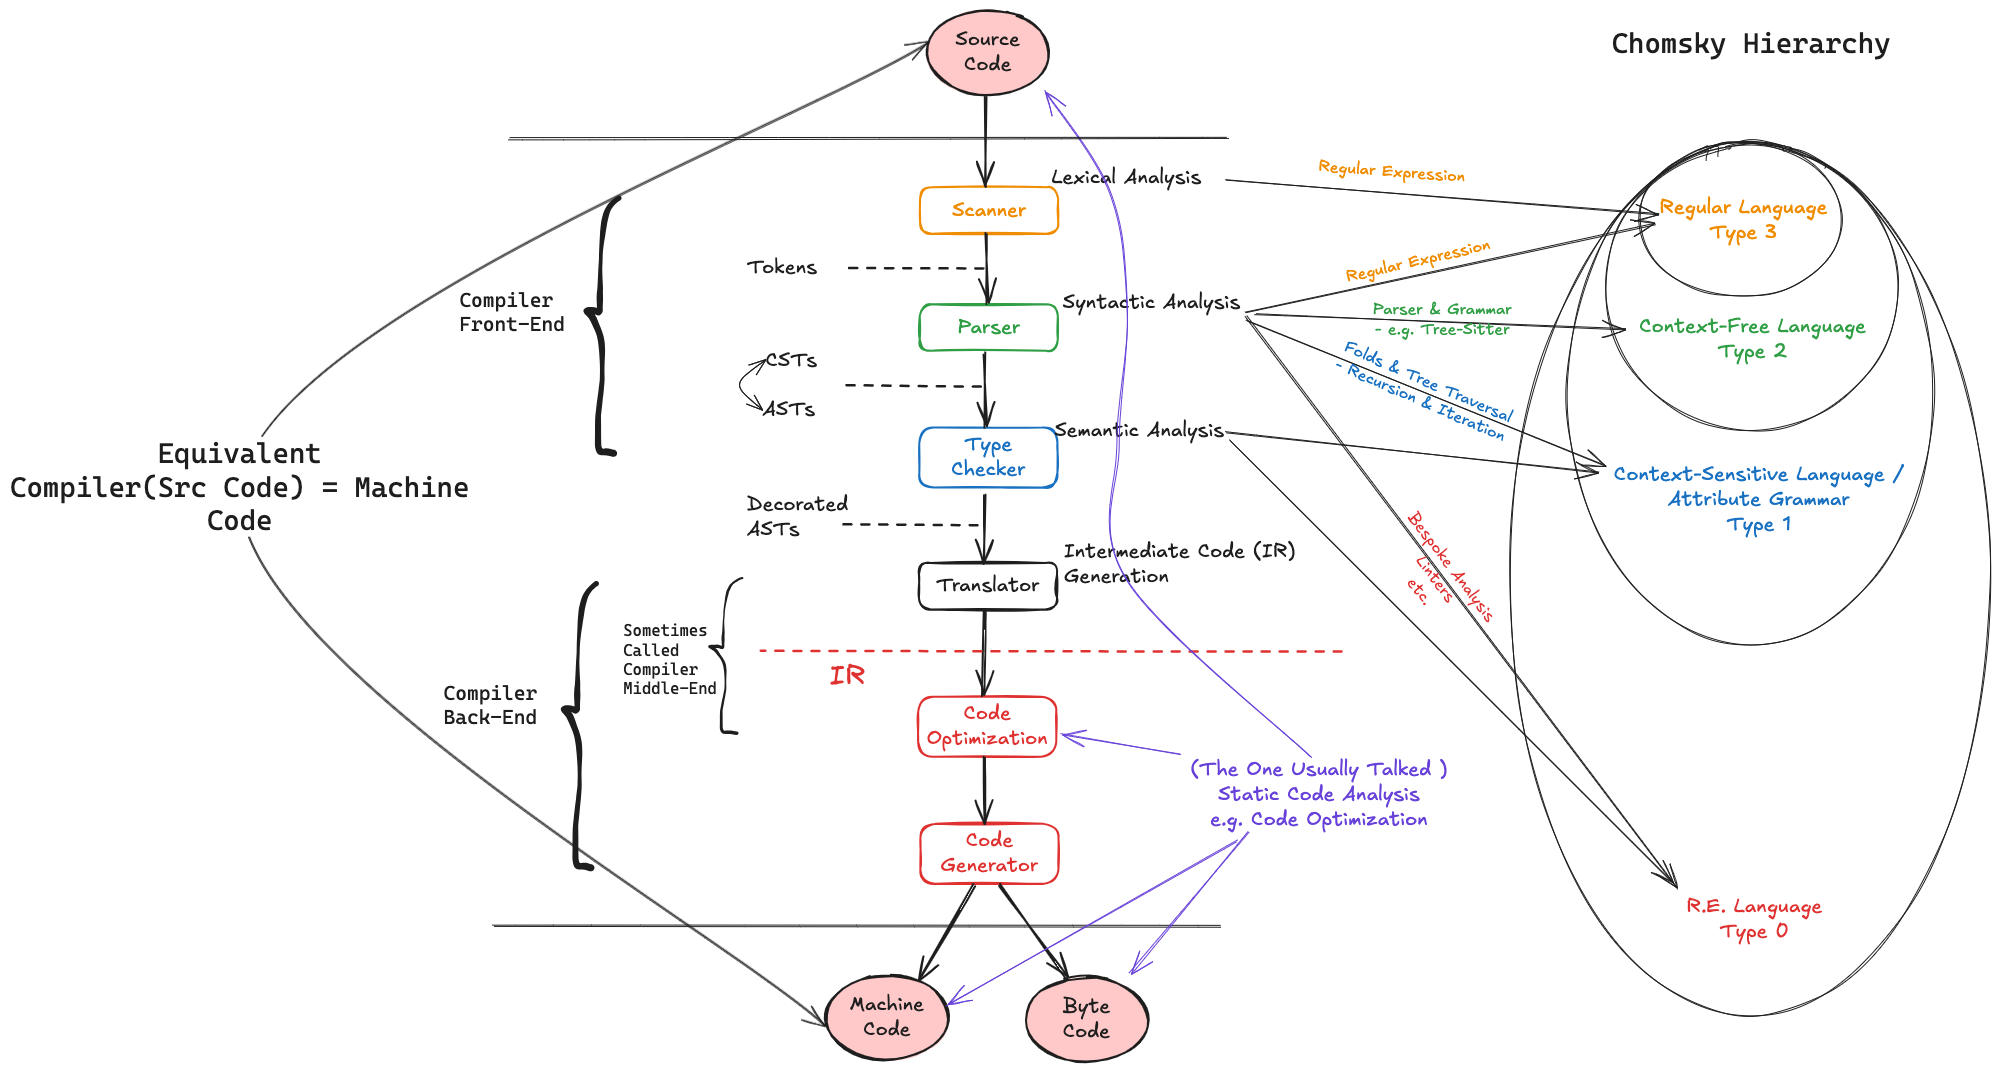 Source
Code
Chomsky Hierarchy
Lexical Analysis
Regular Expression
Scanner
Regular Language
Type 3
Tokens
Regular Expression
Syntactic Analysis
Compiler
Front-End
Parser
Parser & Grammar
- e.g. Tree-Sitter
Context-Free Language
Type 2
CSTs
ASTs
Folds & Tree Traversal
- Recursion & Iteration
Semantic Analysis
Type
Checker
Equivalent
Compiler(Src Code) = Machine
Code
Context-Sensitive Language /
Attribute Grammar
Type 1
Decorated
ASTs
Bespoke Analysis
Linters
etc.
Intermediate Code (IR)
Generation
Translator
Sometimes
Called
Compiler
Middle-End
IR
Compiler
Back-End
Code
Optimization
(The One Usually Talked )
Static Code Analysis
e.g. Code Optimization
Code
Generator
R.E. Language
Type 0
Machine
Code
Byte
Code